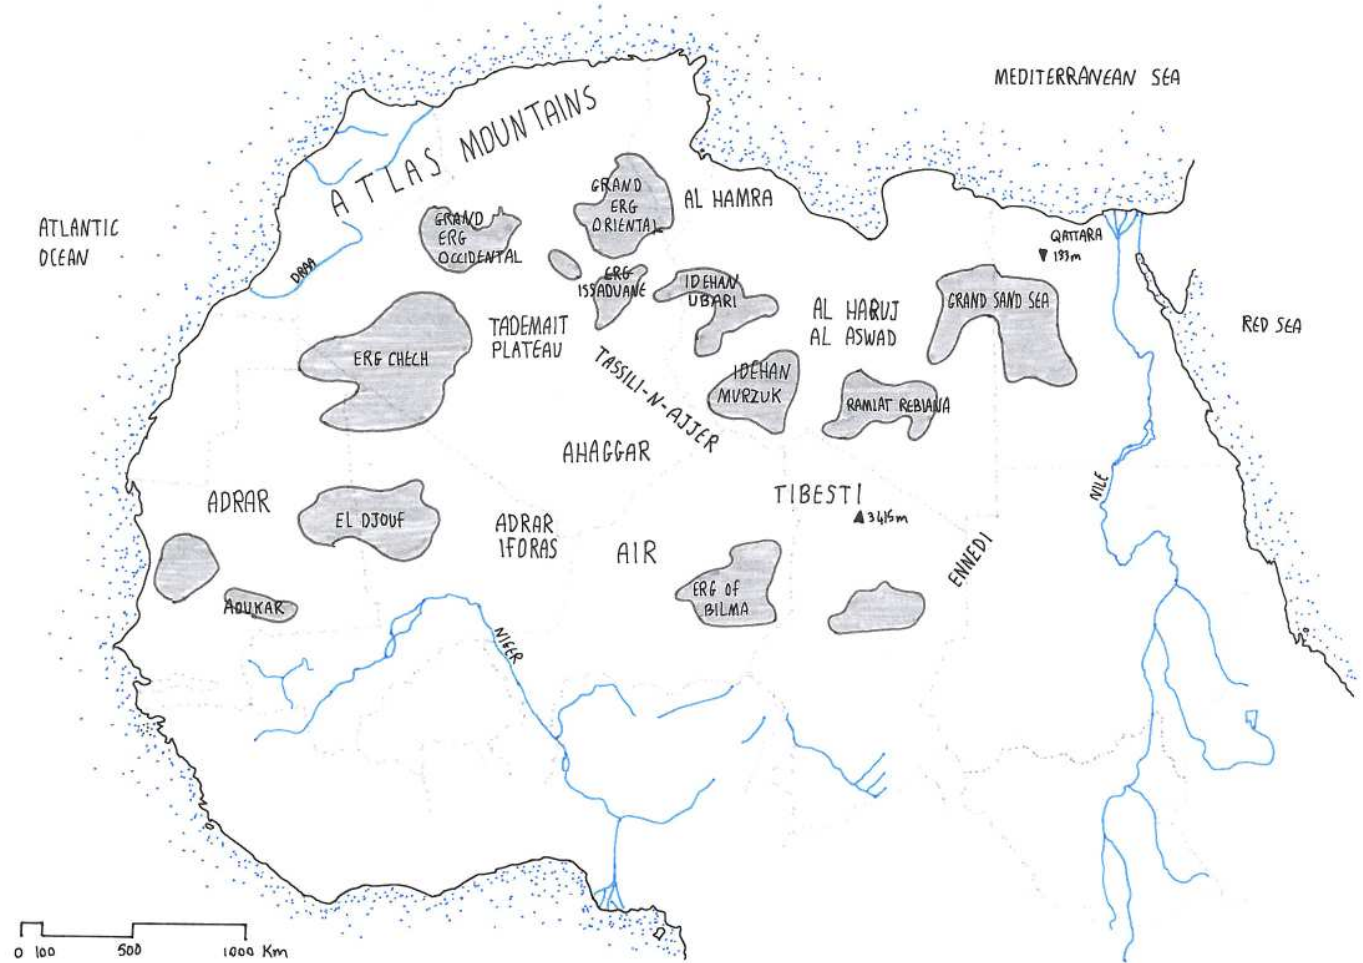 MEDITERRANEAN SEA
ATLAS MOUNTAINS
ATLANTIC
OCEAN
GRAND
ERG
ORIENTAL
AL HAMRA
GRAND
ERG
OCCIDENTAL
DRAA
QATTARA
133m
ERG
ISSAOUANE
IDEHAN
UBARI
GRAND SAND SEA
AL HARUJ
AL ASWAD
RED SEA
TADEMAIT
PLATEAU
ERG CHECH
TASSILI-N-AJJER
IDEHAN
MURZUK
RAMLAT REBIANA
AHAGGAR
TIBESTI
3415m
NILE
ADRAR
EL DJOUF
ADRAR
IFORAS
AIR
ENNEDI
ERG OF
BILMA
AOUKAR
NIGER
0 100 500 1000 Km